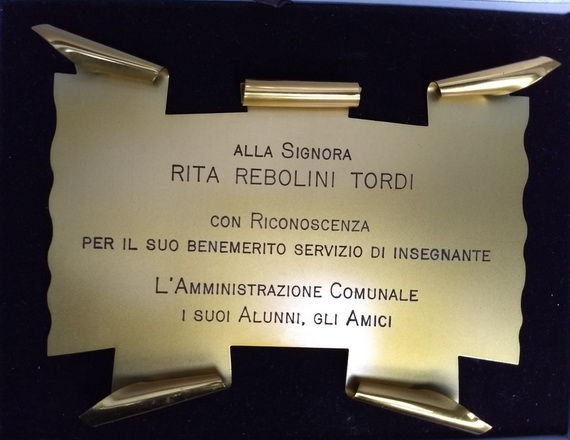 ALLA SIGNORA
RITA REBOLINI TORDI
CON RICONOSCENZA
PER IL SUO BENEMERITO SERVIZIO DI INSEGNANTE
L'AMMINISTRAZIONE COMUNALE
I SUOI ALUNNI, GLI AMICI